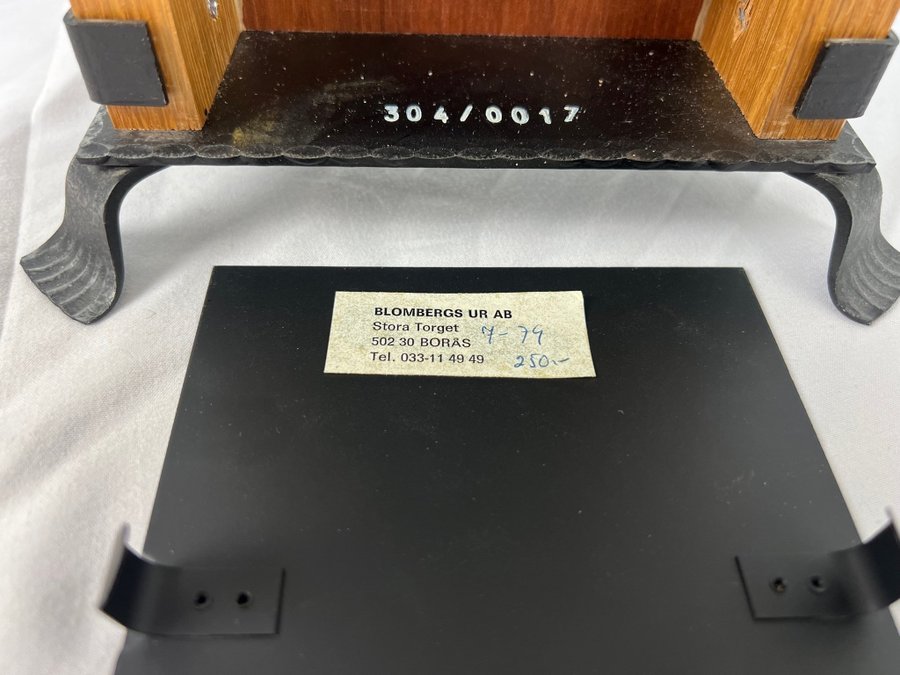 304/0017
BLOMBERGS UR AB
Stora Torget 7-79
502 30 BORÅS
Tel. 033-11 49 49 250:-